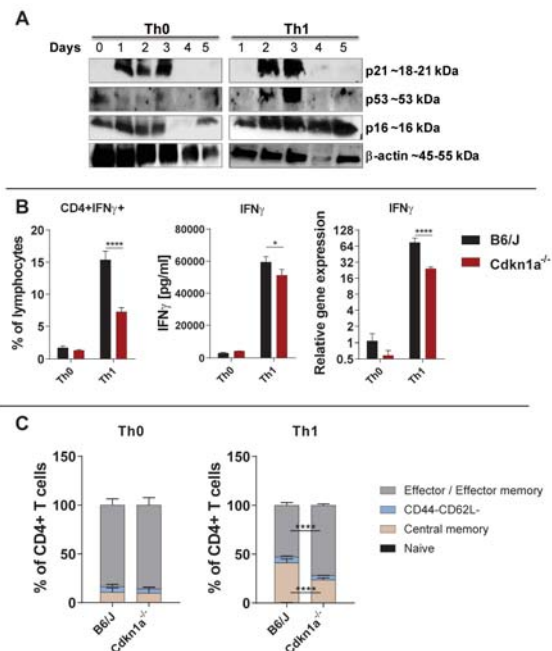 A
Th0 Th1
Days 0 1 2 3 4 5 1 2 3 4 5
p21 ~18-21 kDa
p53 ~53 kDa
p16 ~16 kDa
β-actin ~45-55 kDa
B
CD4+IFNγ+
% of lymphocytes
20
15
10
5
0
****
Th0
Th1
IFNγ
IFNγ [pg/ml]
80000
60000
40000
20000
0
*
Th0
Th1
IFNγ
Relative gene expression
128
64
32
16
8
4
2
1
0.5
****
Th0
Th1
B6/J
Cdkn1a-/-
C
Th0
% of CD4+ T cells
150
100
50
0
B6/J
Cdkn1a-/-
Th1
% of CD4+ T cells
150
100
50
0
****
****
B6/J
Cdkn1a-/-
Effector / Effector memory
CD44-CD62L-
Central memory
Naive